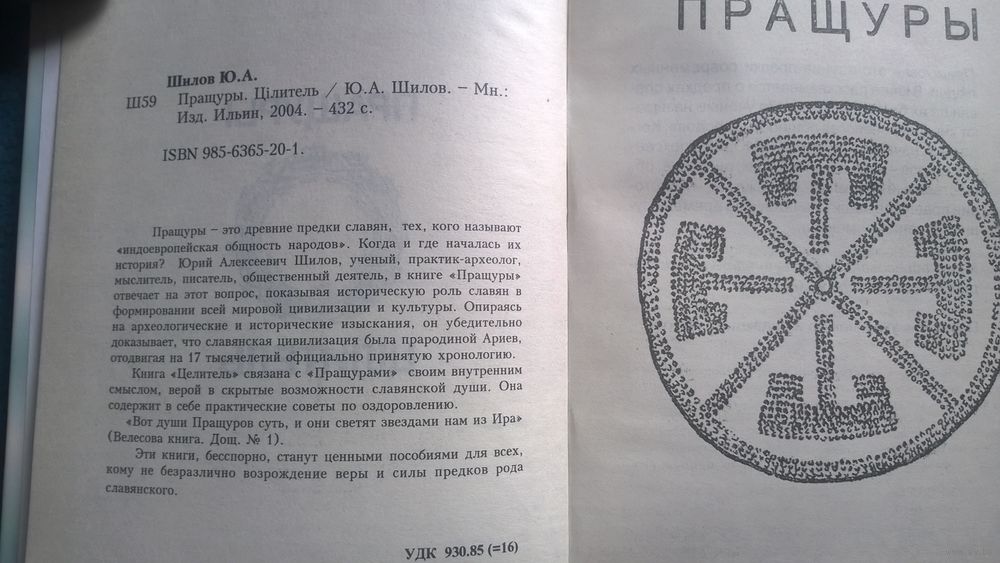 Шилов Ю.А.
Ш59 Пращуры. Цілитель / Ю.А. Шилов. – Мн.:
Изд. Ильин, 2004. – 432 с.
ISBN 985-6365-20-1.
Пращуры – это древние предки славян, тех, кого называют
«индоевропейская общность народов». Когда и где началась их
история? Юрий Алексеевич Шилов, ученый, практик-археолог,
мыслитель, писатель, общественный деятель, в книге «Пращуры»
отвечает на этот вопрос, показывая историческую роль славян в
формировании всей мировой цивилизации и культуры. Опираясь
на археологические и исторические изыскания, он убедительно
доказывает, что славянская цивилизация была прародиной Ариев,
отодвигая на 17 тысячелетий официально принятую хронологию.
Книга «Целитель» связана с «Пращурами» своим внутренним
смыслом, верой в скрытые возможности славянской души. Она
содержит в себе практические советы по оздоровлению.
«Вот души Пращуров суть, и они светят звездами нам из Ира»
(Велесова книга. Дощ. № 1).
Эти книги, бесспорно, станут ценными пособиями для всех,
кому не безразлично возрождение веры и силы предков рода
славянского.
УДК 930.85 (=16)
ПРАЩУРЫ